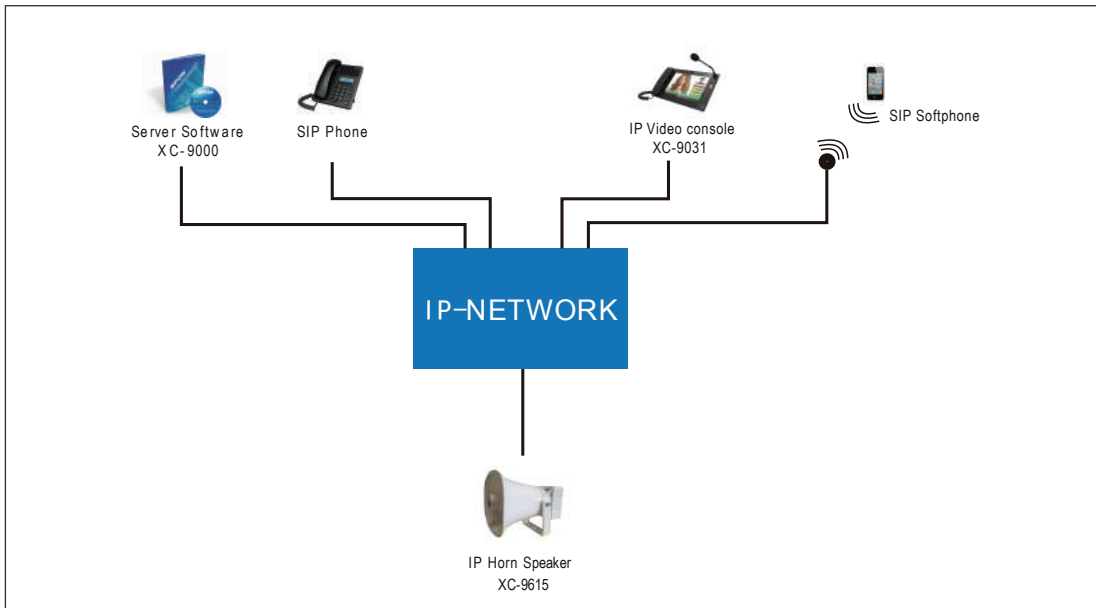 Server Software
XC-9000
SIP Phone
IP Video console
XC-9031
SIP Softphone
IP-NETWORK
IP Horn Speaker
XC-9615